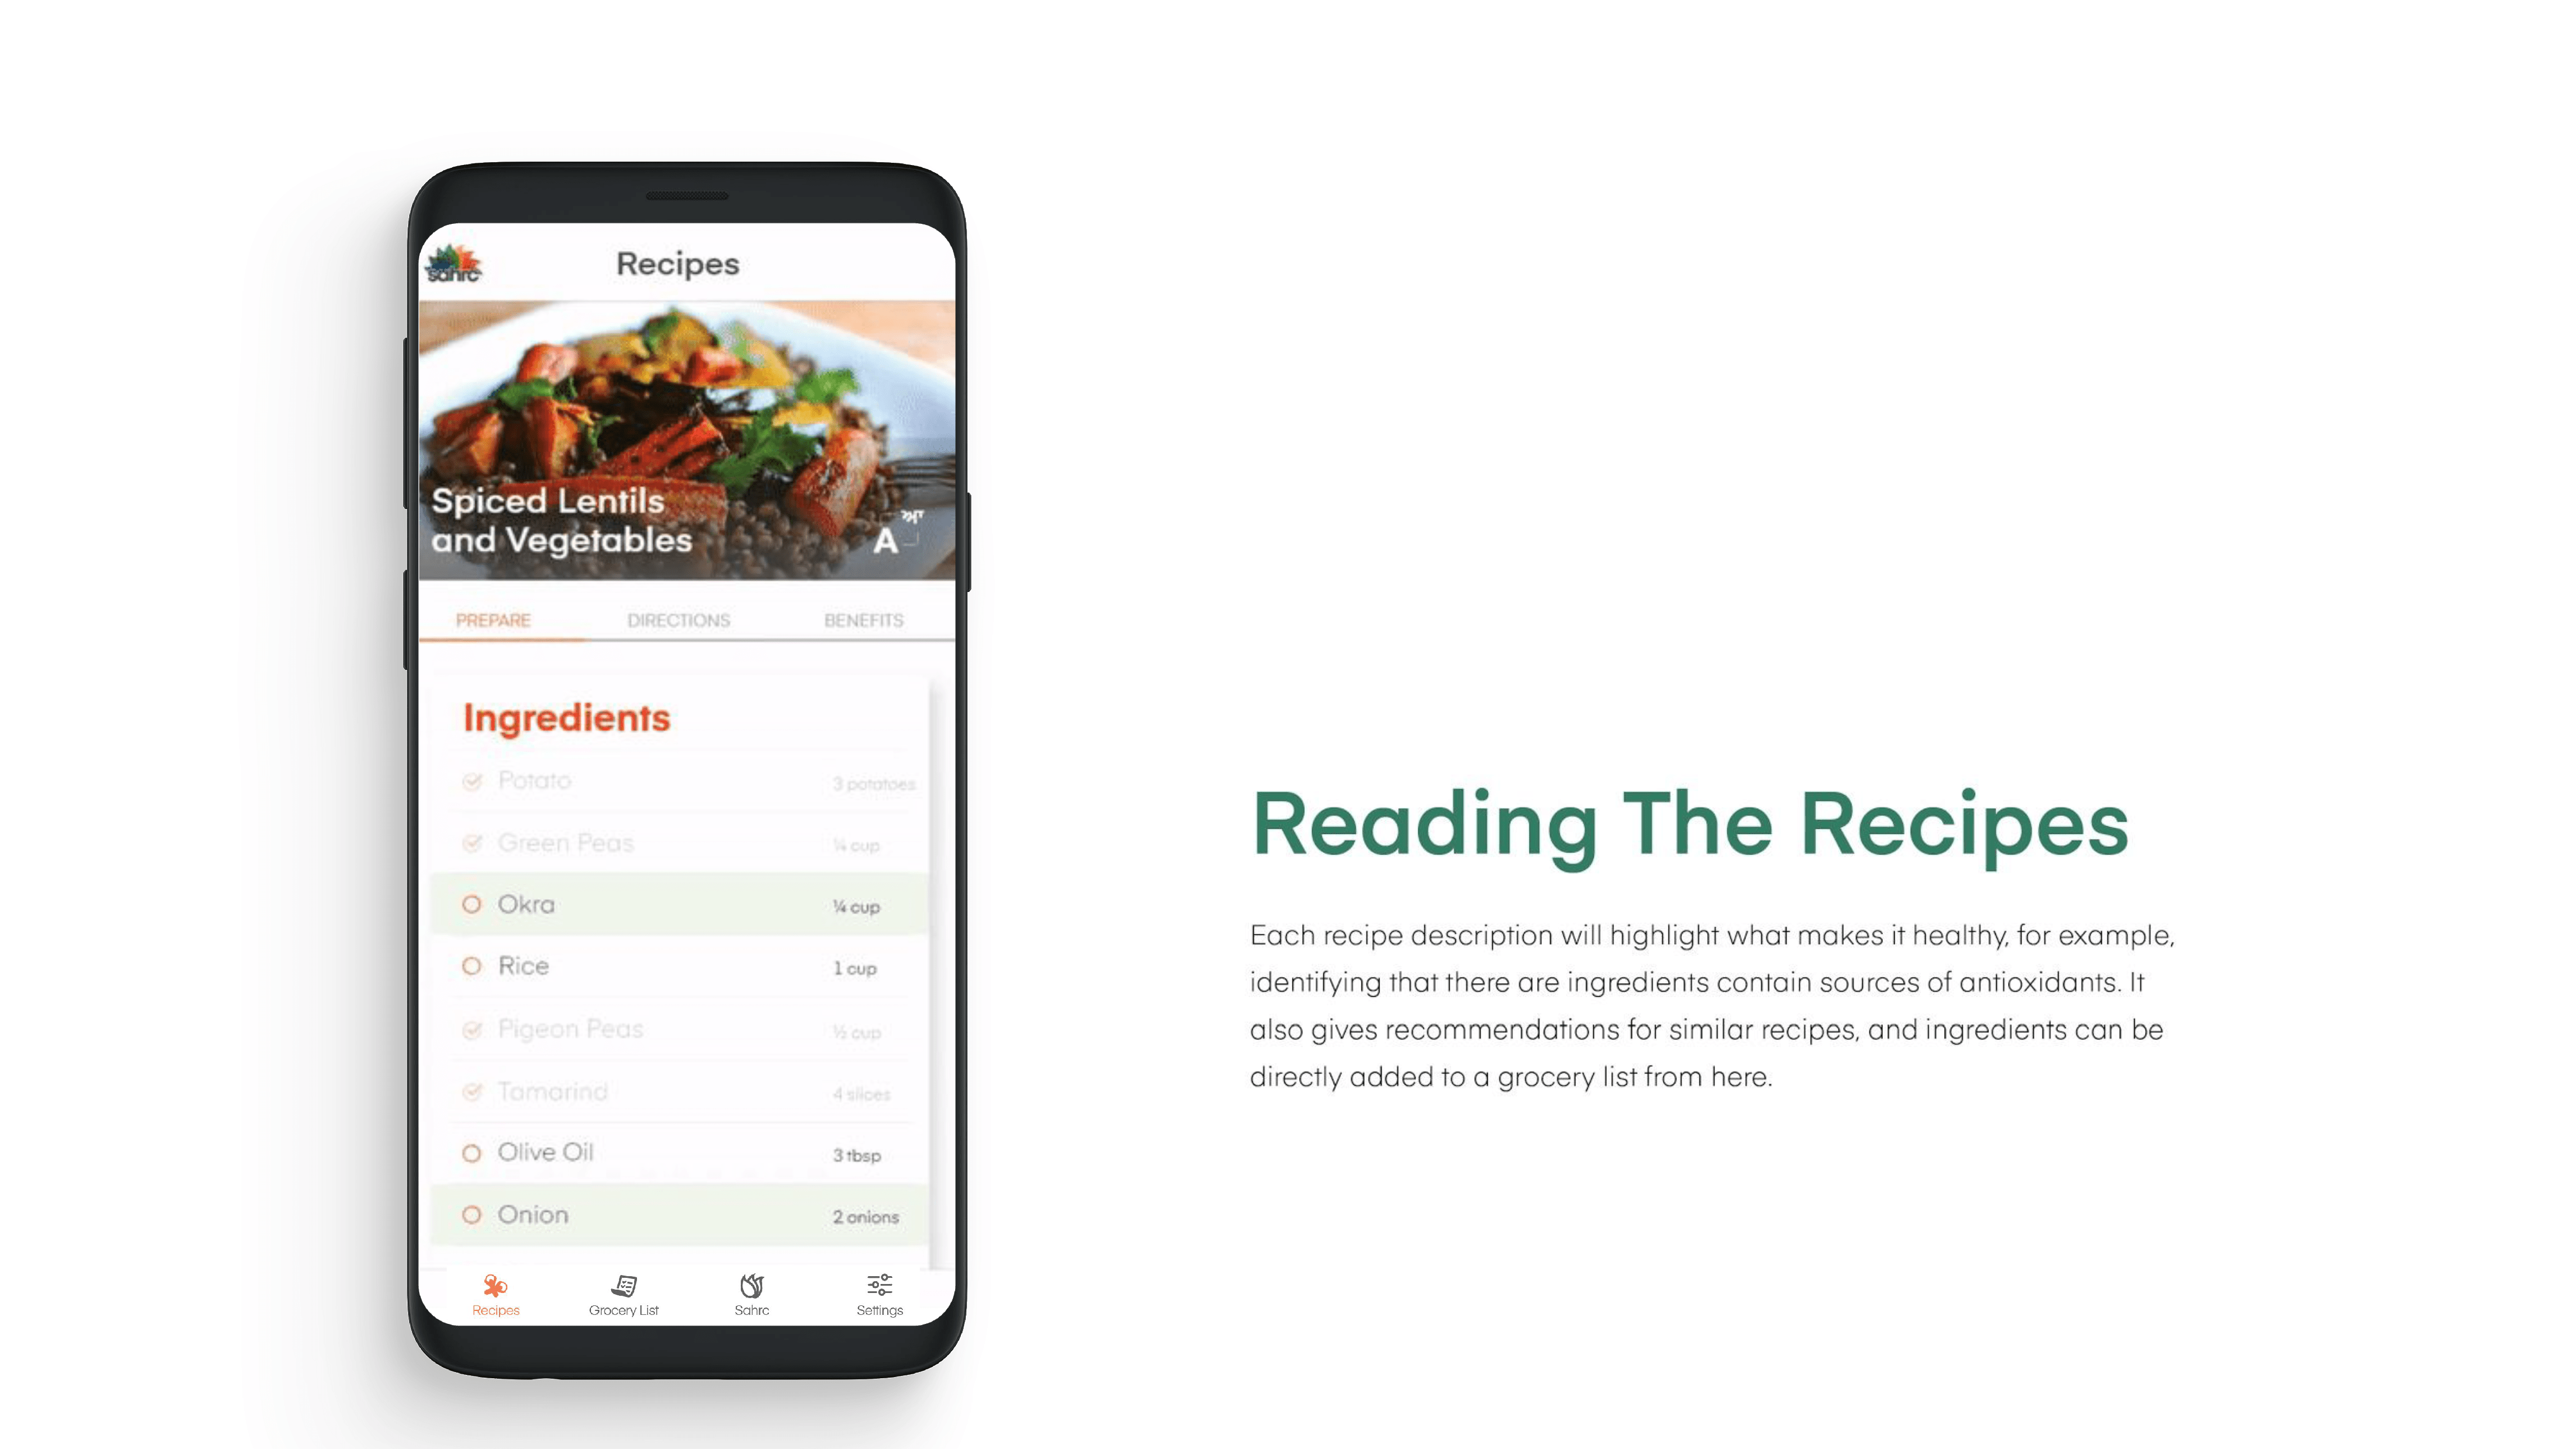 sahrc
Recipes
Spiced Lentils
and Vegetables
A ਅ
PREPARE DIRECTIONS BENEFITS
Ingredients
Potato 3 potatoes
Green Peas ¼ cup
Okra ¼ cup
Rice 1 cup
Pigeon Peas ½ cup
Tamarind 4 slices
Olive Oil 3 tbsp
Onion 2 onions
Recipes Grocery List Sahrc Settings
Reading The Recipes
Each recipe description will highlight what makes it healthy, for example,
identifying that there are ingredients contain sources of antioxidants. It
also gives recommendations for similar recipes, and ingredients can be
directly added to a grocery list from here.